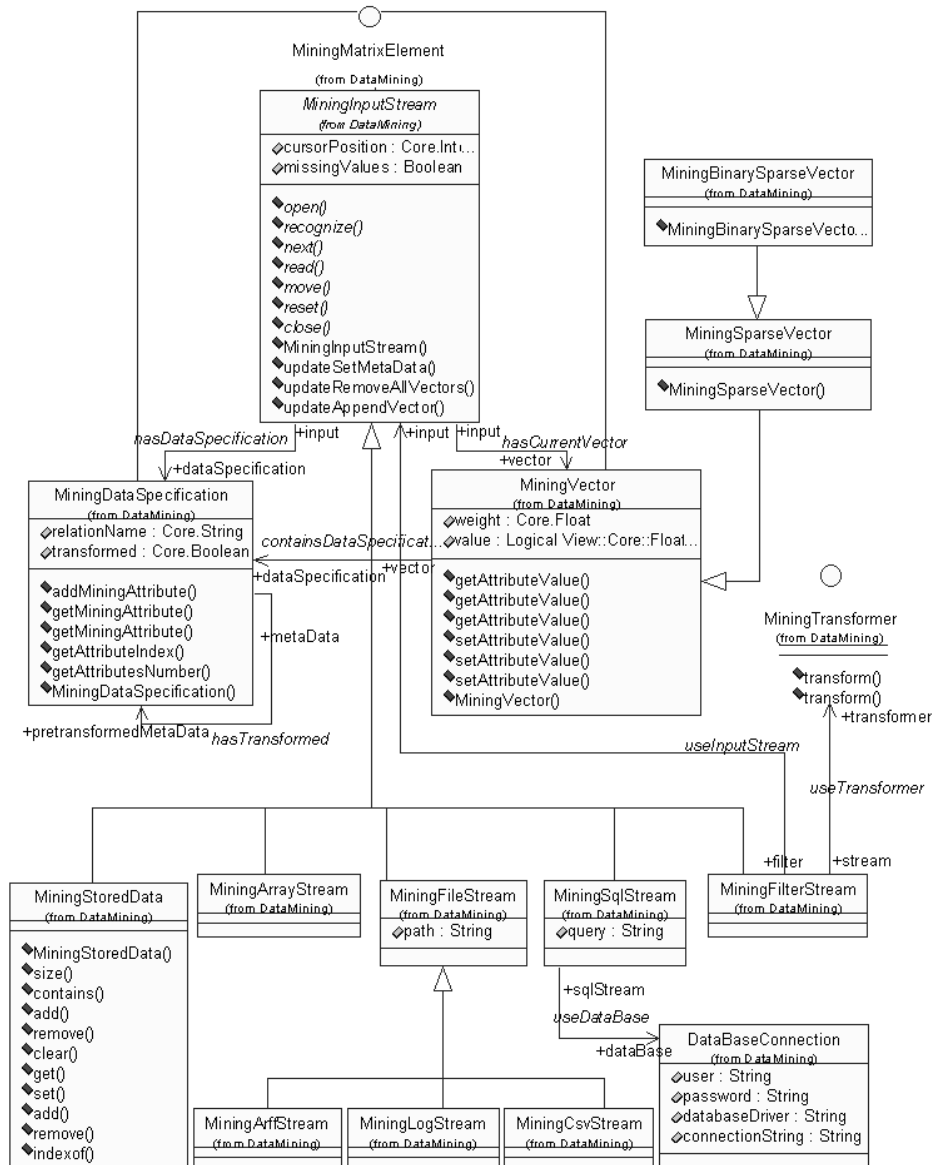 MiningMatrixElement
(from DataMining)
MiningInputStream
(from DataMining)
cursorPosition : Core.Inte...
missingValues : Boolean
open()
recognize()
next()
read()
move()
reset()
close()
MiningInputStream()
updateSetMetaData()
updateRemoveAllVectors()
updateAppendVector()
MiningBinarySparseVector
(from DataMining)
MiningBinarySparseVecto...
MiningSparseVector
(from DataMining)
MiningSparseVector()
hasDataSpecification
+input
+dataSpecification
+input
+input
hasCurrentVector
+vector
MiningDataSpecification
(from DataMining)
relationName : Core.String
transformed : Core.Boolean
addMiningAttribute()
getMiningAttribute()
getMiningAttribute()
getAttributeIndex()
getAttributesNumber()
MiningDataSpecification()
containsDataSpecificat...
+dataSpecification
+vector
+metaData
+pretransformedMetaData
hasTransformed
MiningVector
(from DataMining)
weight : Core.Float
value : Logical View::Core::Float...
getAttributeValue()
getAttributeValue()
getAttributeValue()
setAttributeValue()
setAttributeValue()
setAttributeValue()
MiningVector()
MiningTransformer
(from DataMining)
transform()
transform()
+transformer
useInputStream
useTransformer
+filter
+stream
MiningStoredData
(from DataMining)
MiningStoredData()
size()
contains()
add()
remove()
clear()
get()
set()
add()
remove()
indexof()
MiningArrayStream
(from DataMining)
MiningFileStream
(from DataMining)
path : String
MiningSqlStream
(from DataMining)
query : String
MiningFilterStream
(from DataMining)
+sqlStream
useDataBase
+dataBase
DataBaseConnection
(from DataMining)
user : String
password : String
databaseDriver : String
connectionString : String
MiningArffStream
(from DataMining)
MiningLogStream
(from DataMining)
MiningCsvStream
(from DataMining)